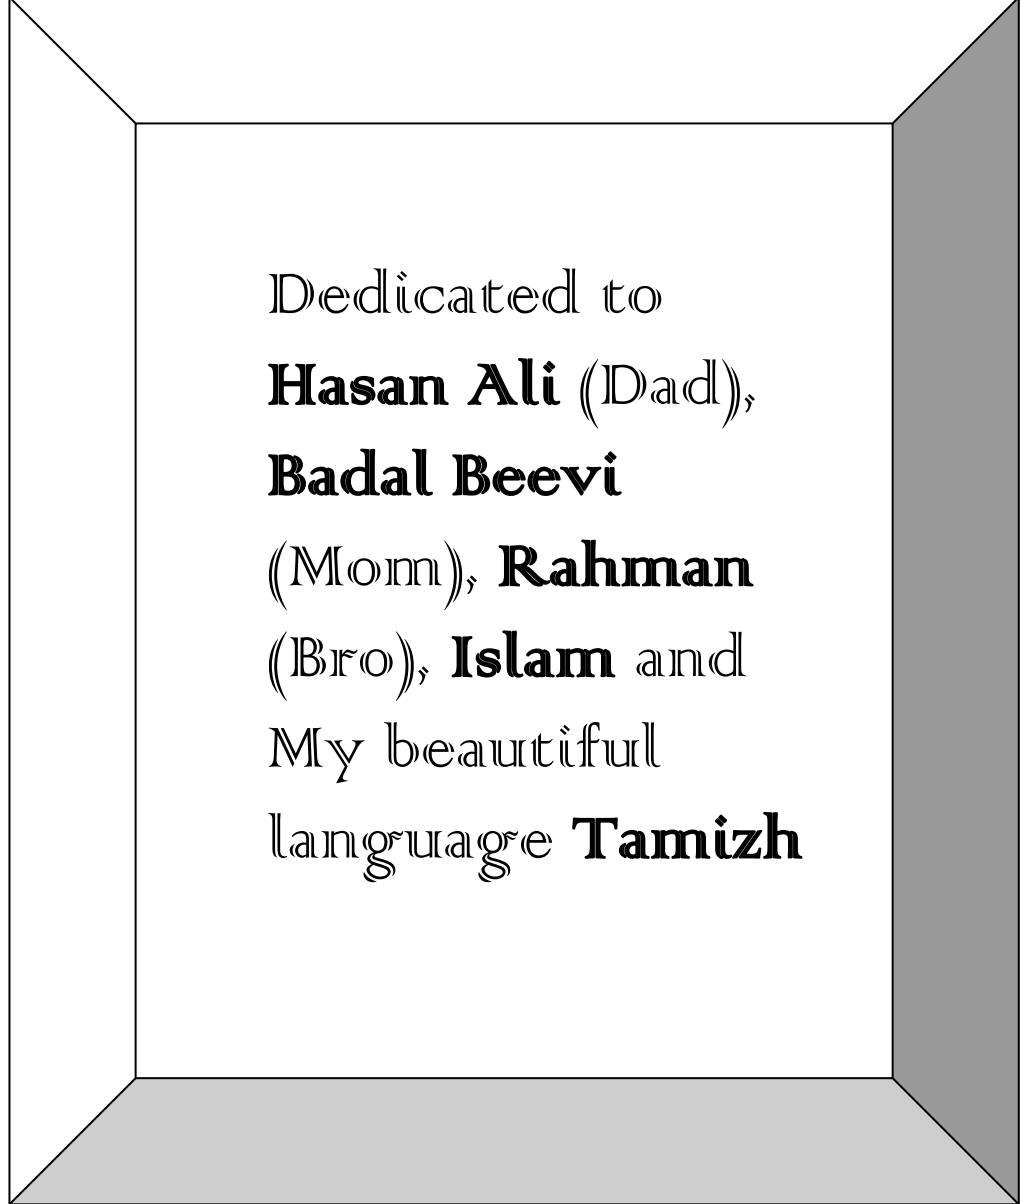 Dedicated to
Hasan Ali (Dad),
Badal Beevi
(Mom), Rahman
(Bro), Islam and
My beautiful
language Tamizh